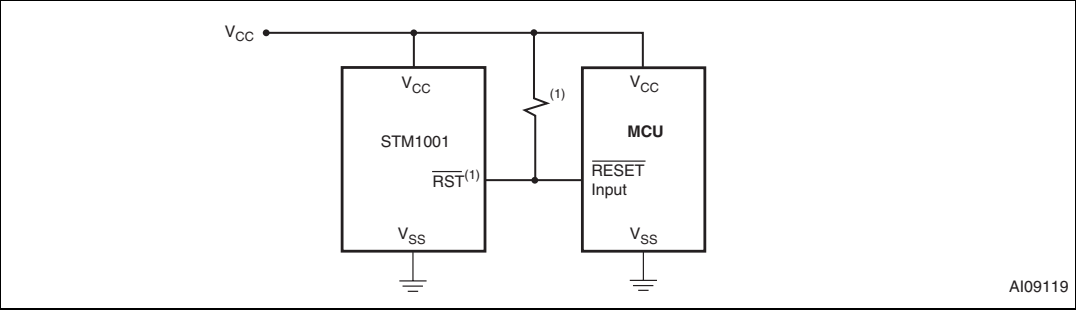 VCC
VCC
VCC
(1)
STM1001
MCU
RST(1)
RESET
Input
VSS
VSS
AI09119